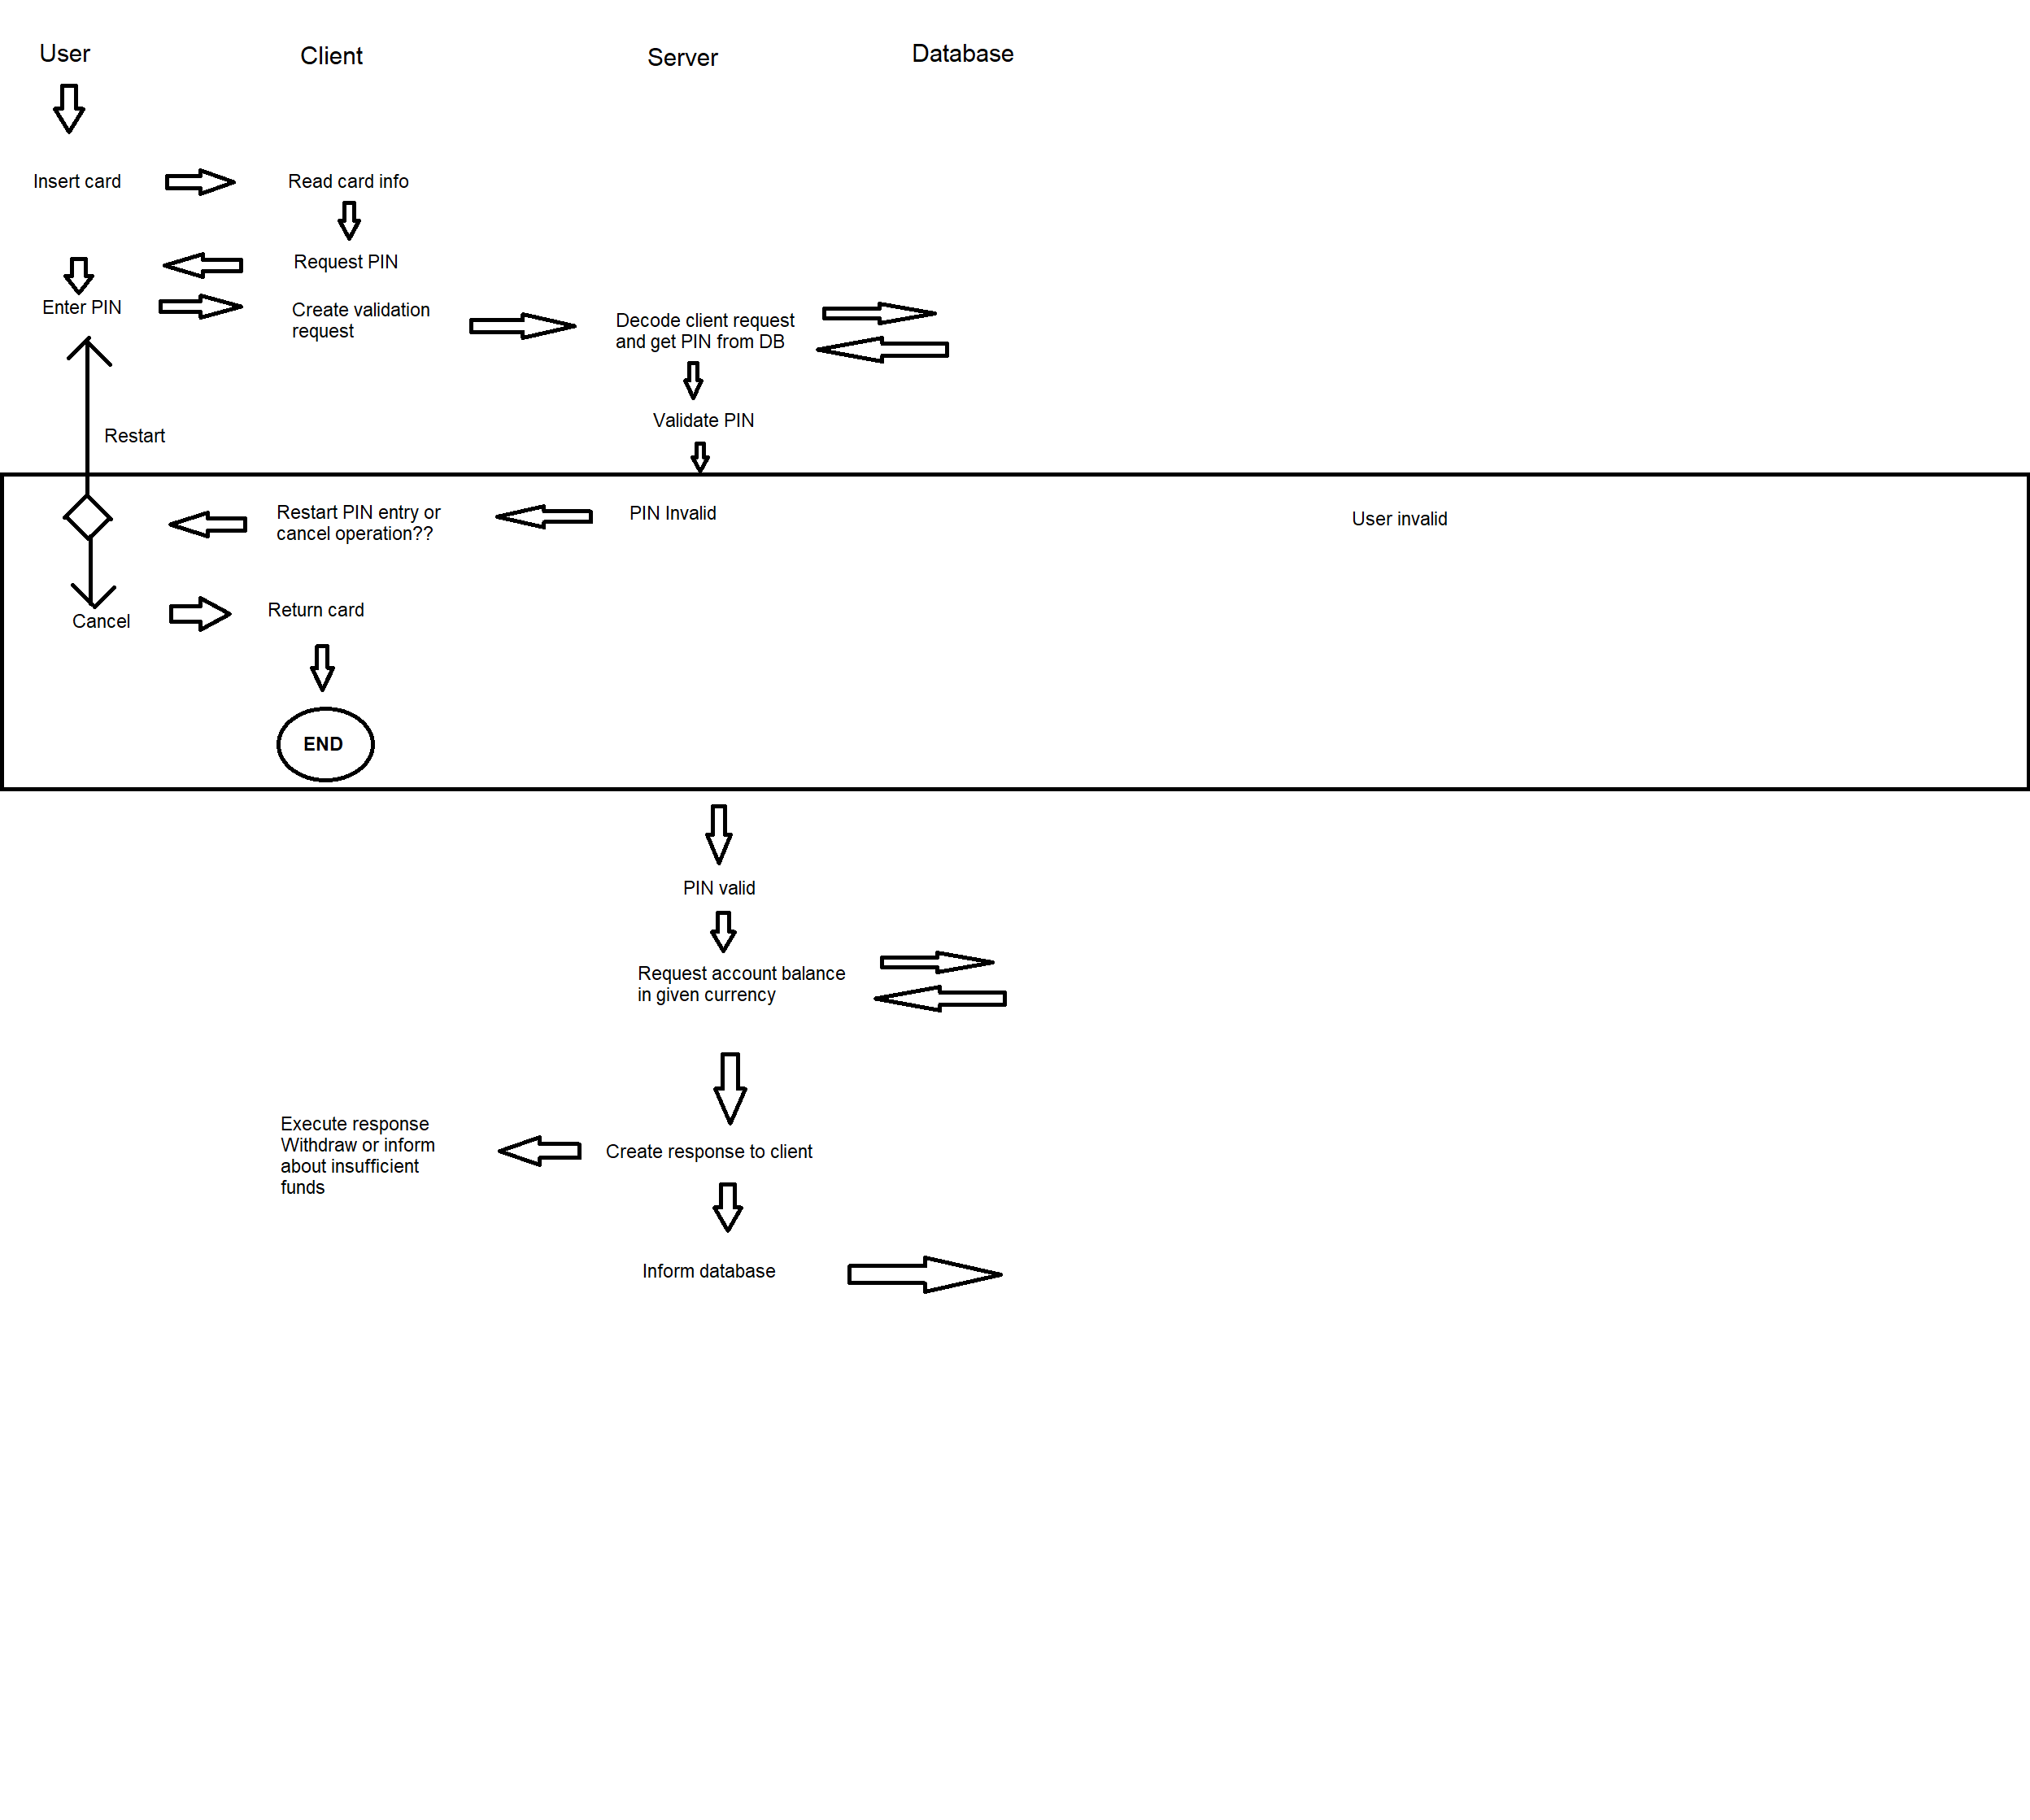 User
Client
Server
Database
Insert card
Read card info
Request PIN
Enter PIN
Create validation
request
Decode client request
and get PIN from DB
Validate PIN
Restart
Restart PIN entry or
cancel operation??
PIN Invalid
User invalid
Cancel
Return card
END
PIN valid
Request account balance
in given currency
Execute response
Withdraw or inform
about insufficient
funds
Create response to client
Inform database